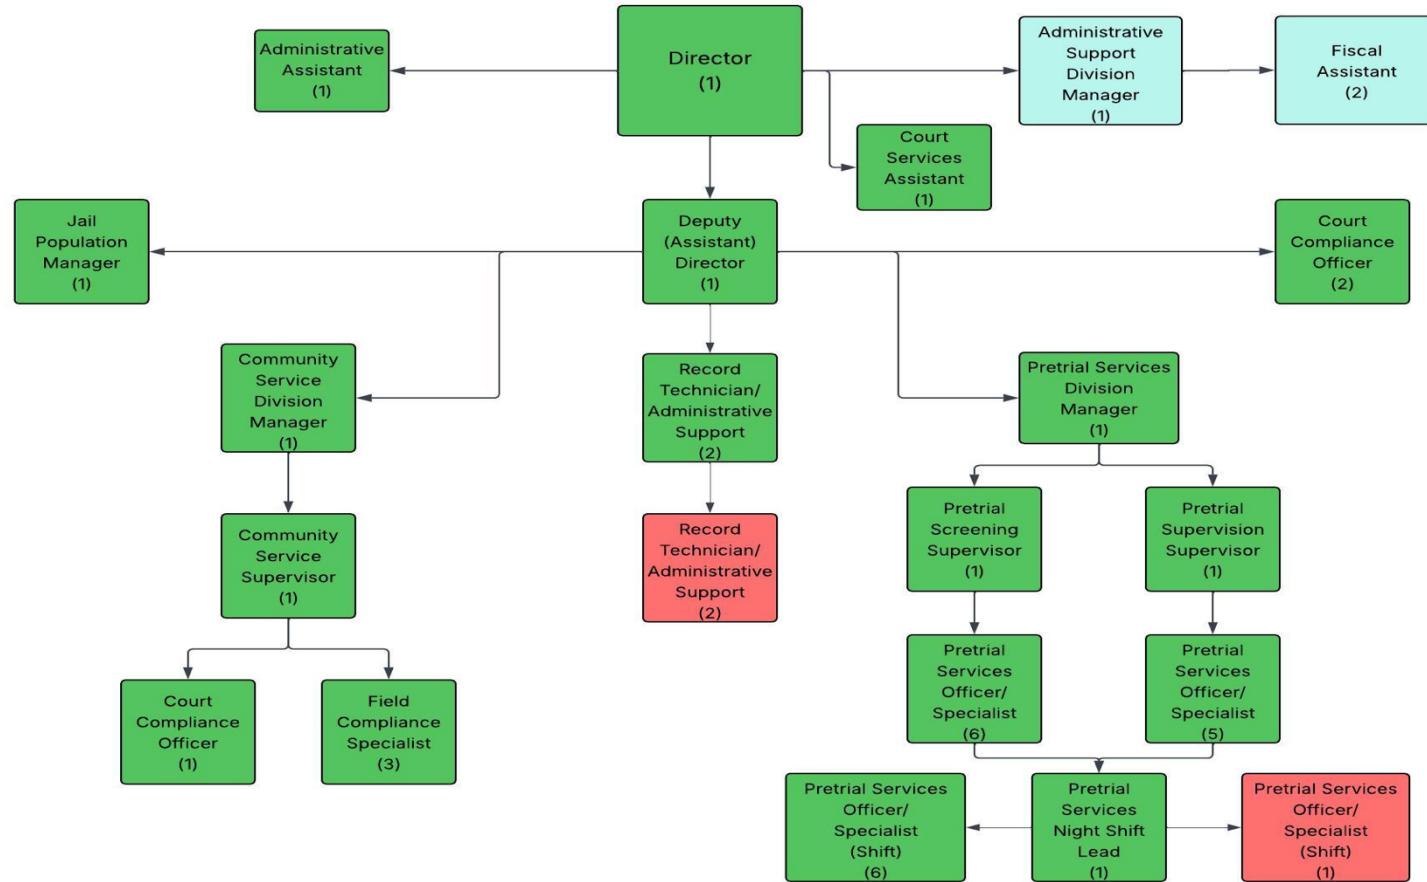 Administrative
Assistant
(1)
Director
(1)
Administrative
Support
Division
Manager
(1)
Fiscal
Assistant
(2)
Court
Services
Assistant
(1)
Jail
Population
Manager
(1)
Deputy
(Assistant)
Director
(1)
Court
Compliance
Officer
(2)
Community
Service
Division
Manager
(1)
Record
Technician/
Administrative
Support
(2)
Pretrial Services
Division
Manager
(1)
Community
Service
Supervisor
(1)
Record
Technician/
Administrative
Support
(2)
Pretrial
Screening
Supervisor
(1)
Pretrial
Supervision
Supervisor
(1)
Court
Compliance
Officer
(1)
Field
Compliance
Specialist
(3)
Pretrial
Services
Officer/
Specialist
(6)
Pretrial
Services
Officer/
Specialist
(5)
Pretrial Services
Officer/
Specialist
(Shift)
(6)
Pretrial
Services
Night Shift
Lead
(1)
Pretrial Services
Officer/
Specialist
(Shift)
(1)